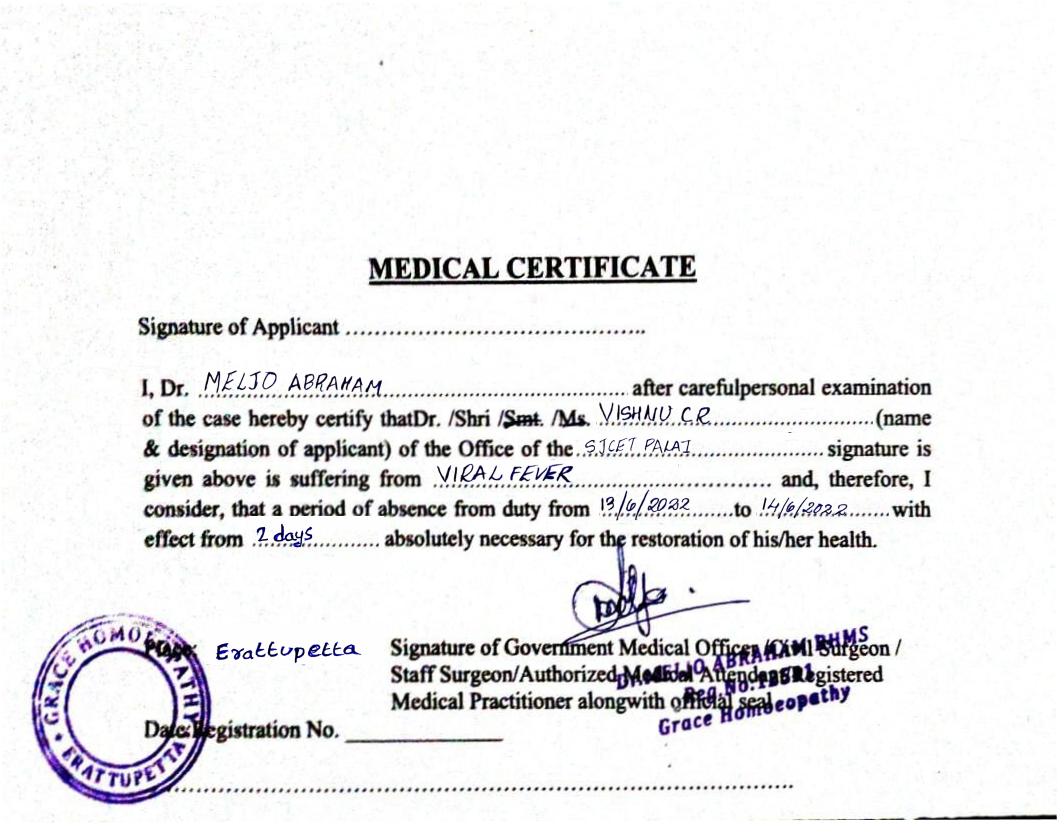 MEDICAL CERTIFICATE
Signature of Applicant ..........................................
I, Dr. MELJO ABRAHAM after carefulpersonal examination
of the case hereby certify thatDr. /Shri /Smt. /Ms. VISHNU C.R (name
& designation of applicant) of the Office of the SJCET PALAI signature is
given above is suffering from VIRAL FEVER and, therefore, I
consider, that a period of absence from duty from 13/6/2022 to 14/6/2022 with
effect from 2 days absolutely necessary for the restoration of his/her health.
Place: Erattupetta
Signature of Government Medical Officer /Civil Surgeon /
Staff Surgeon/Authorized Medical Attendant/Registered
Medical Practitioner alongwith official seal
Date: Registration No. _______________
GRACE HOMOEOPATHY
ERATTUPETTA
Dr. MELJO ABRAHAM BHMS
Reg.No.
Grace Homoeopathy